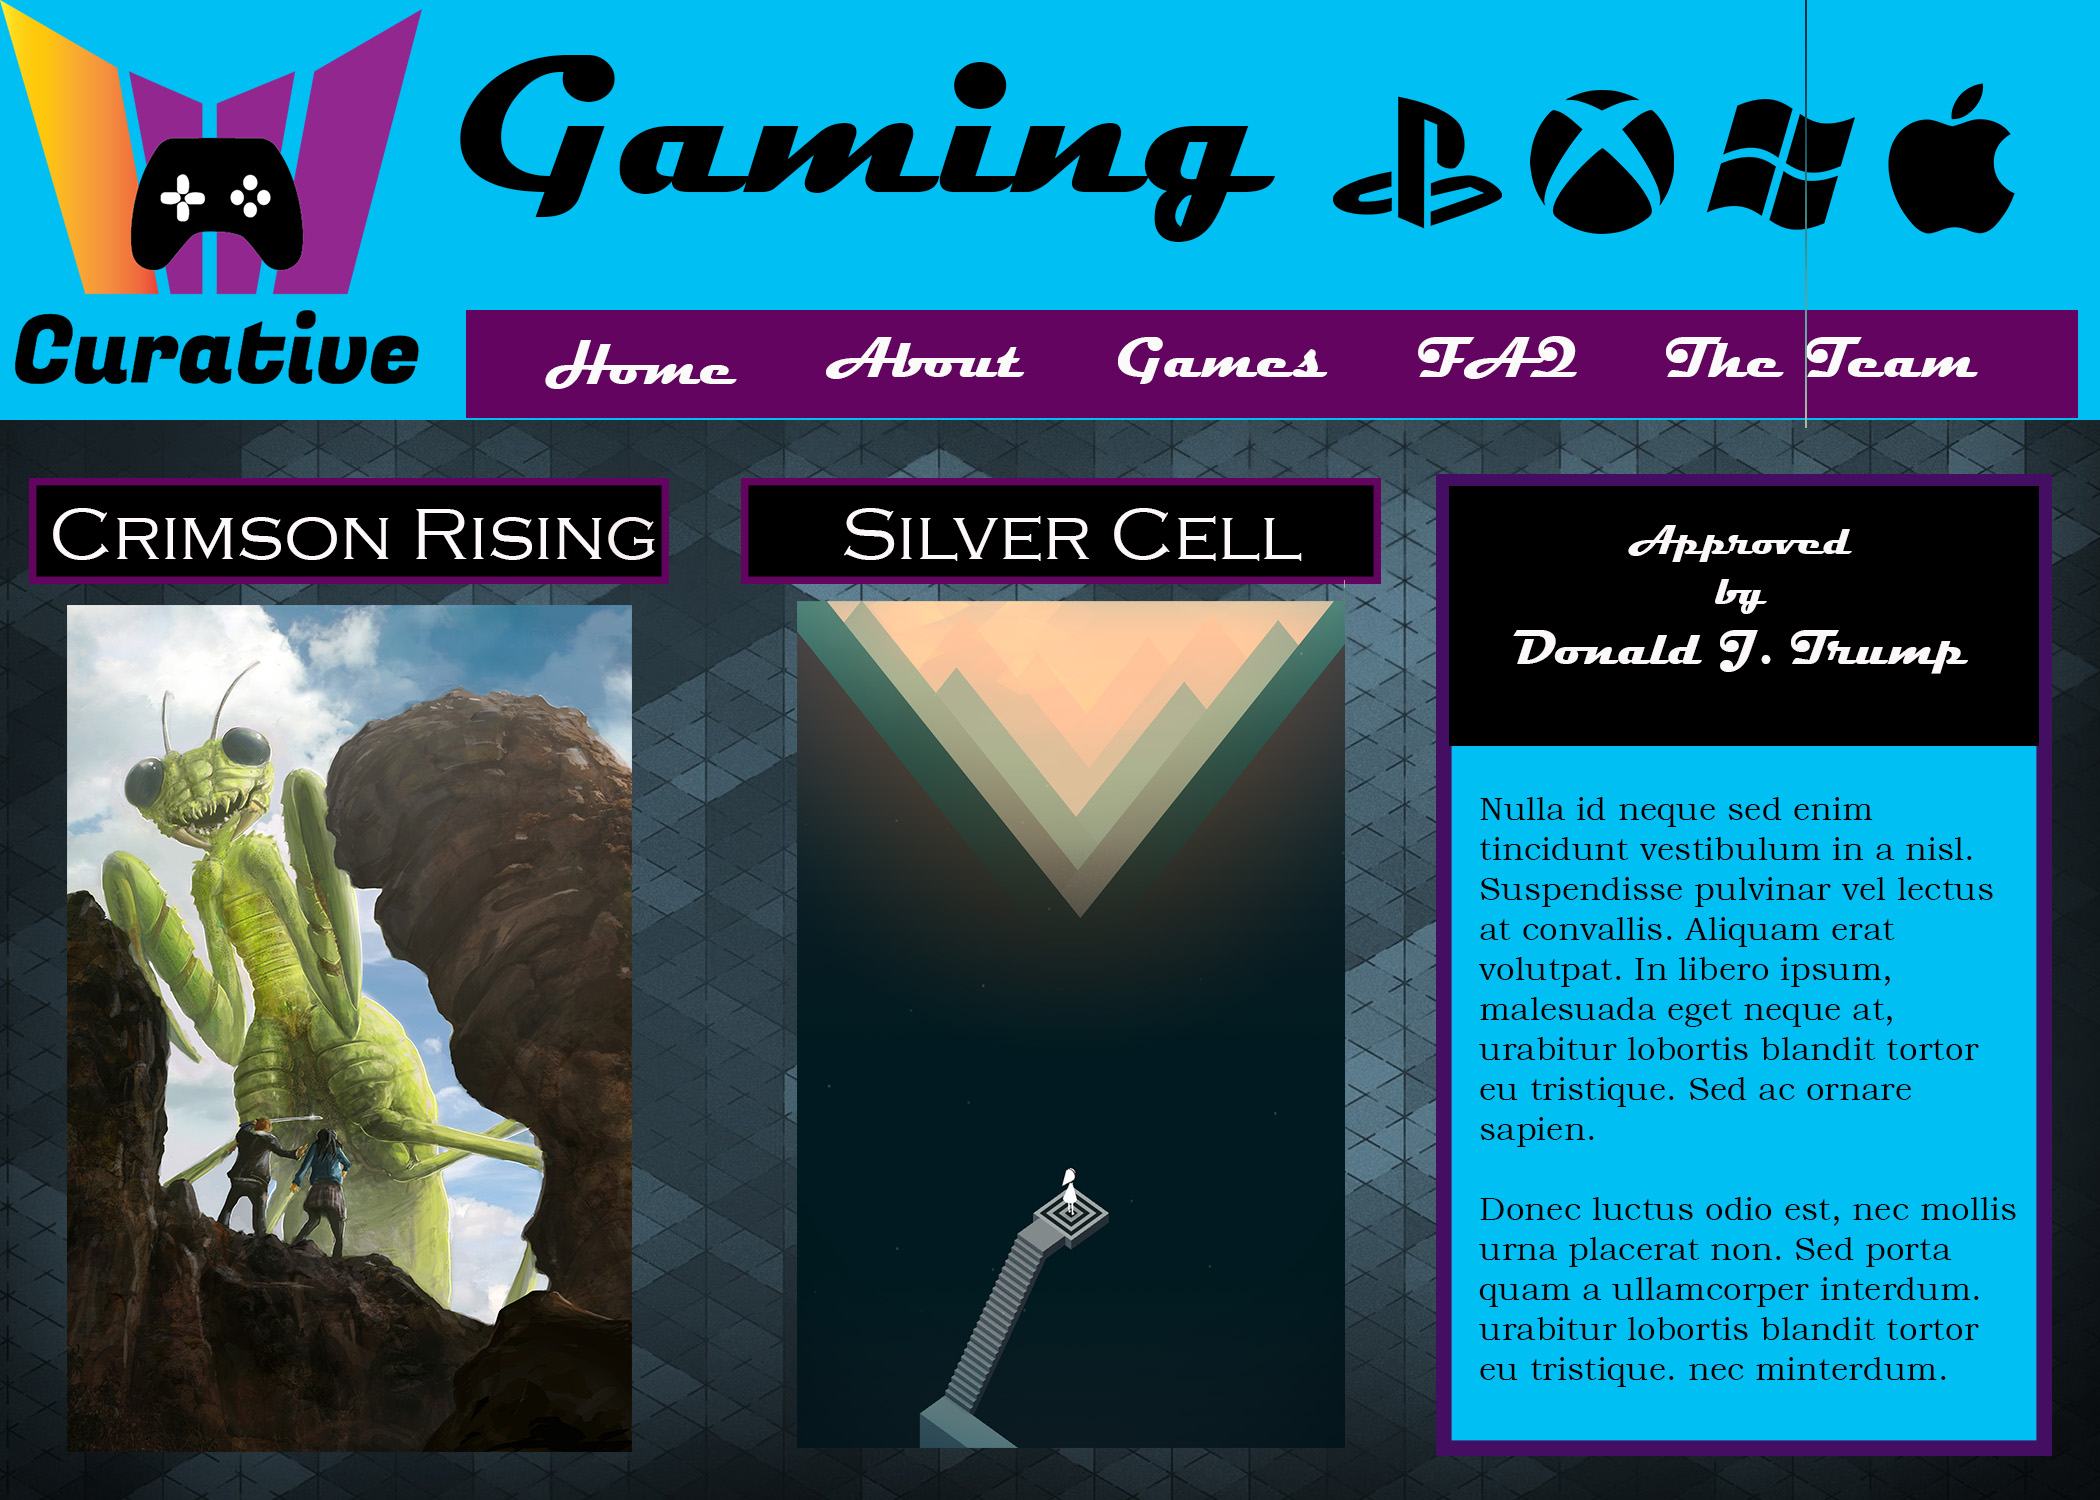 Gaming
Curative
Home About Games FAQ The Team
Crimson Rising
Silver Cell
Approved
by
Donald J. Trump
Nulla id neque sed enim
tincidunt vestibulum in a nisl.
Suspendisse pulvinar vel lectus
at convallis. Aliquam erat
volutpat. In libero ipsum,
malesuada eget neque at,
urabitur lobortis blandit tortor
eu tristique. Sed ac ornare
sapien.
Donec luctus odio est, nec mollis
urna placerat non. Sed porta
quam a ullamcorper interdum.
urabitur lobortis blandit tortor
eu tristique. nec minterdum.